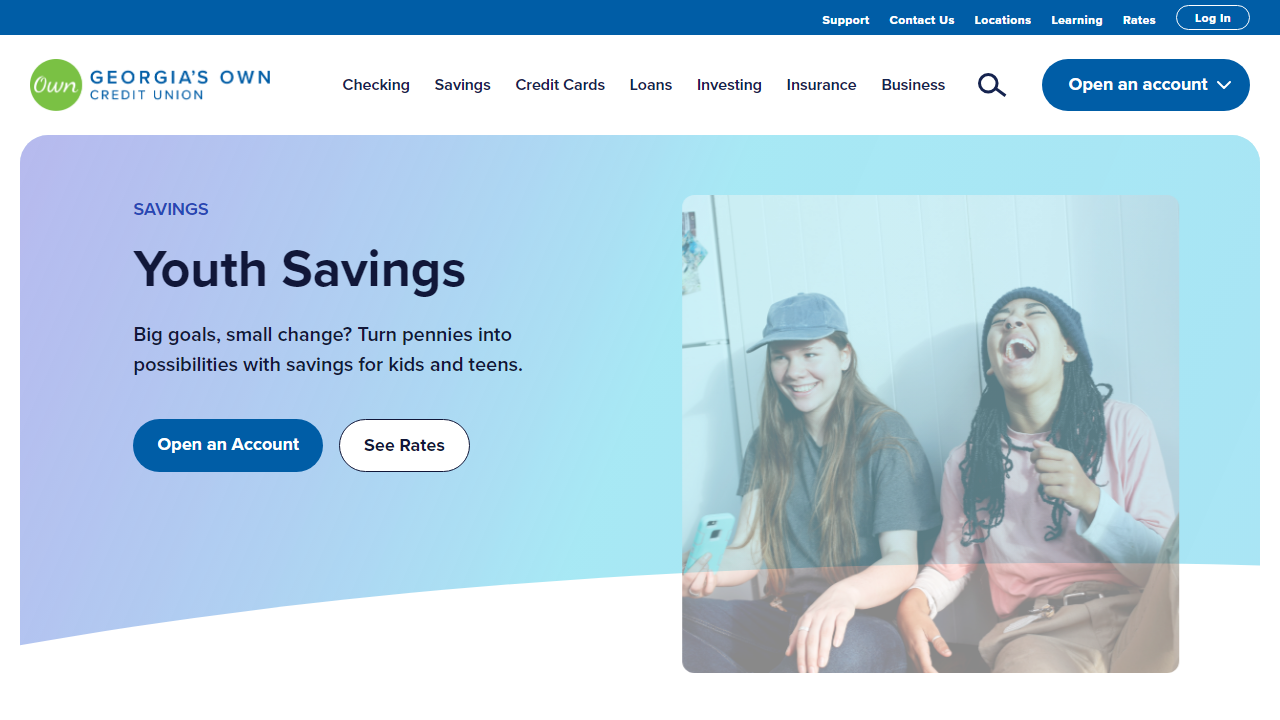 Support Contact Us Locations Learning Rates Log In
Own GEORGIA'S OWN
CREDIT UNION
Checking Savings Credit Cards Loans Investing Insurance Business
Open an account
SAVINGS
Youth Savings
Big goals, small change? Turn pennies into
possibilities with savings for kids and teens.
Open an Account See Rates